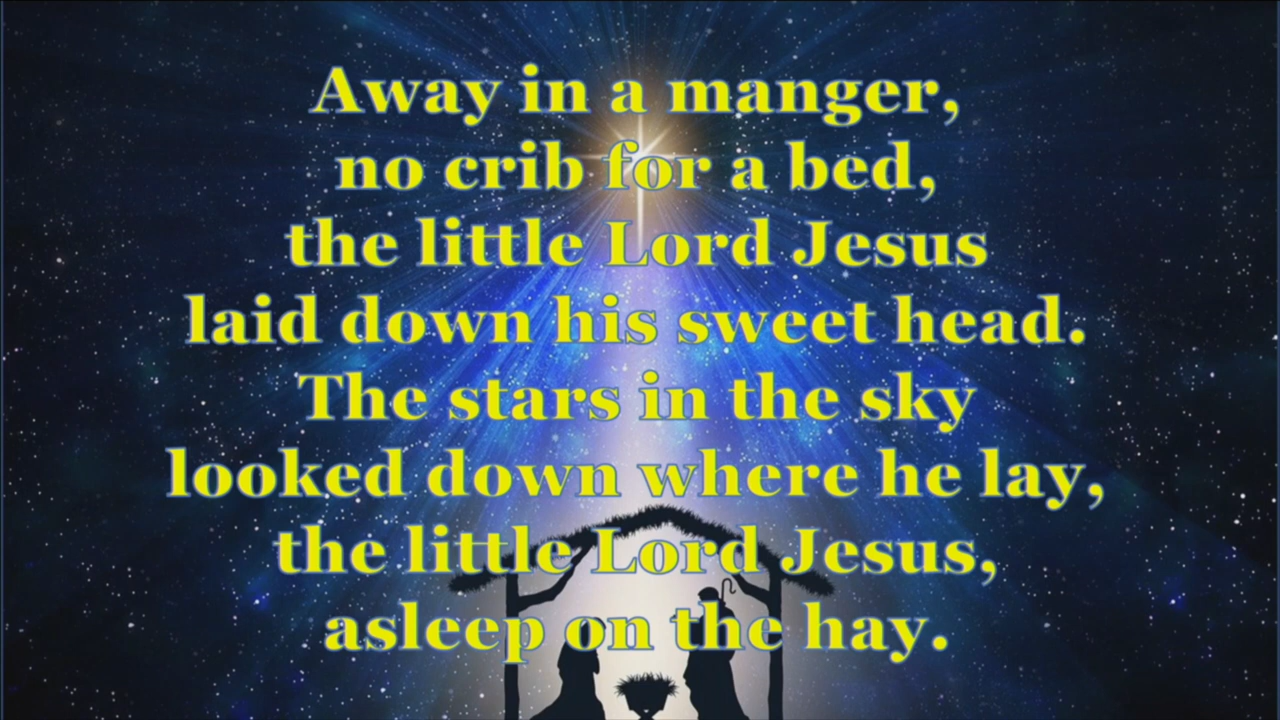 Away in a manger,
no crib for a bed,
the little Lord Jesus
laid down his sweet head.
The stars in the sky
looked down where he lay,
the little Lord Jesus,
asleep on the hay.